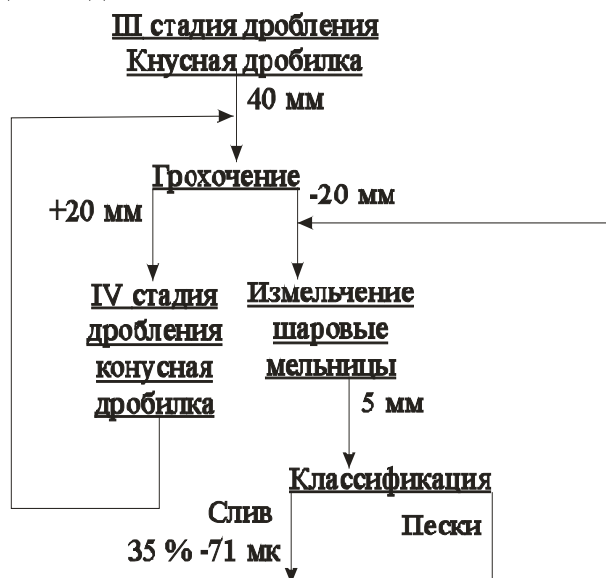 III стадия дробления
Кнусная дробилка
40 мм
Грохочение
+20 мм
-20 мм
IV стадия
дробления
конусная
дробилка
Измельчение
шаровые
мельницы
5 мм
Классификация
Слив
35 % -71 мк
Пески